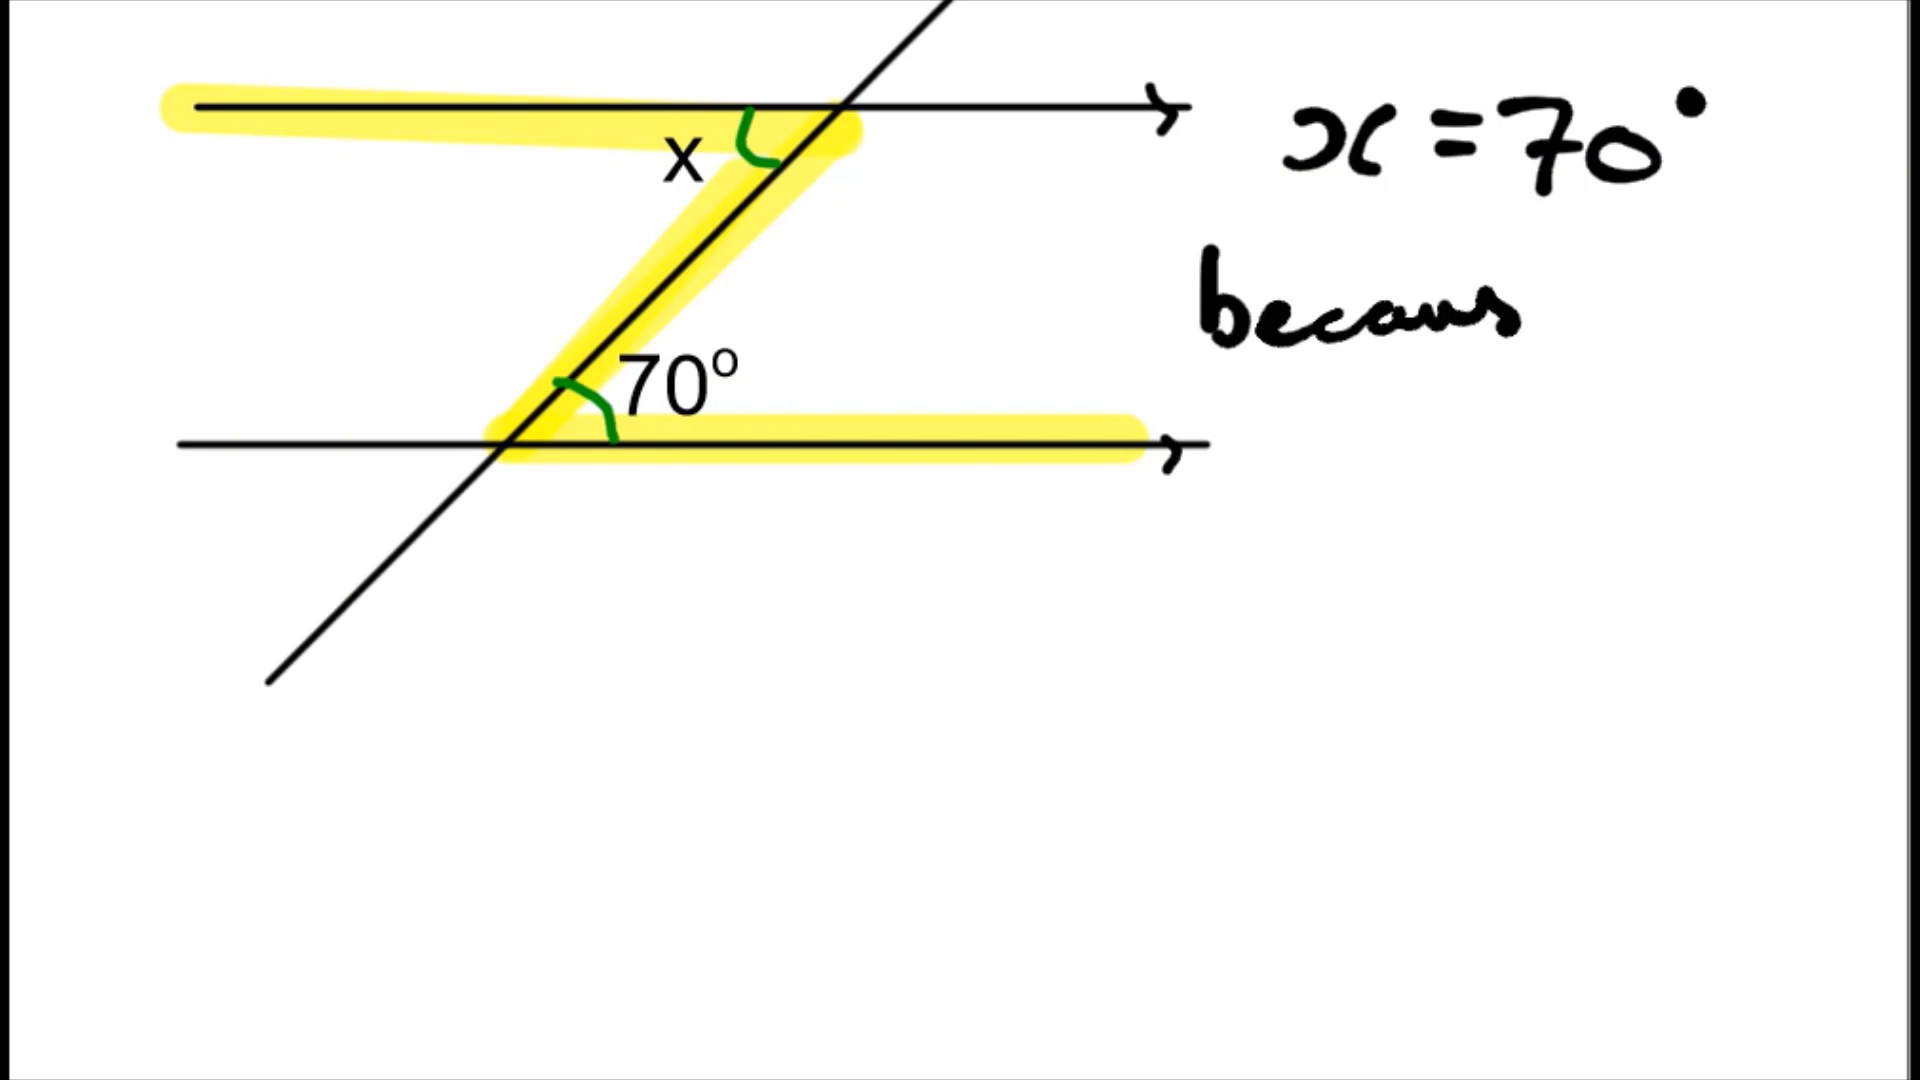 x = 70°
x
becaus
70°